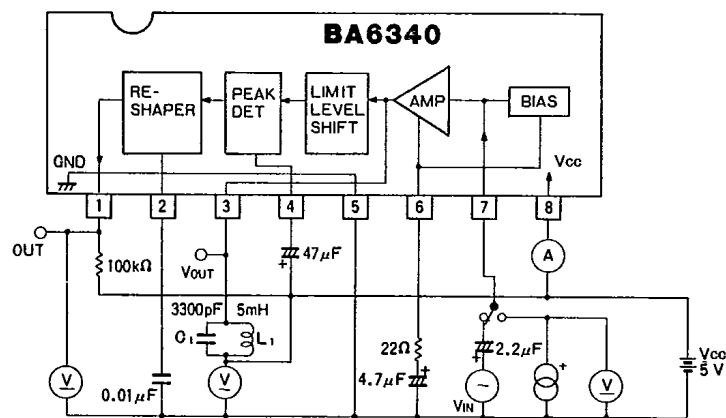 BA6340
RE-
SHAPER
PEAK
DET
LIMIT
LEVEL
SHIFT
AMP
BIAS
GND
Vcc
1
2
3
4
5
6
7
8
OUT
100kΩ
VOUT
47μF
+
A
3300pF
5mH
C1
L1
22Ω
2.2μF
+
+
Vcc
5 V
V
0.01μF
V
4.7μF
+
VIN
~
V